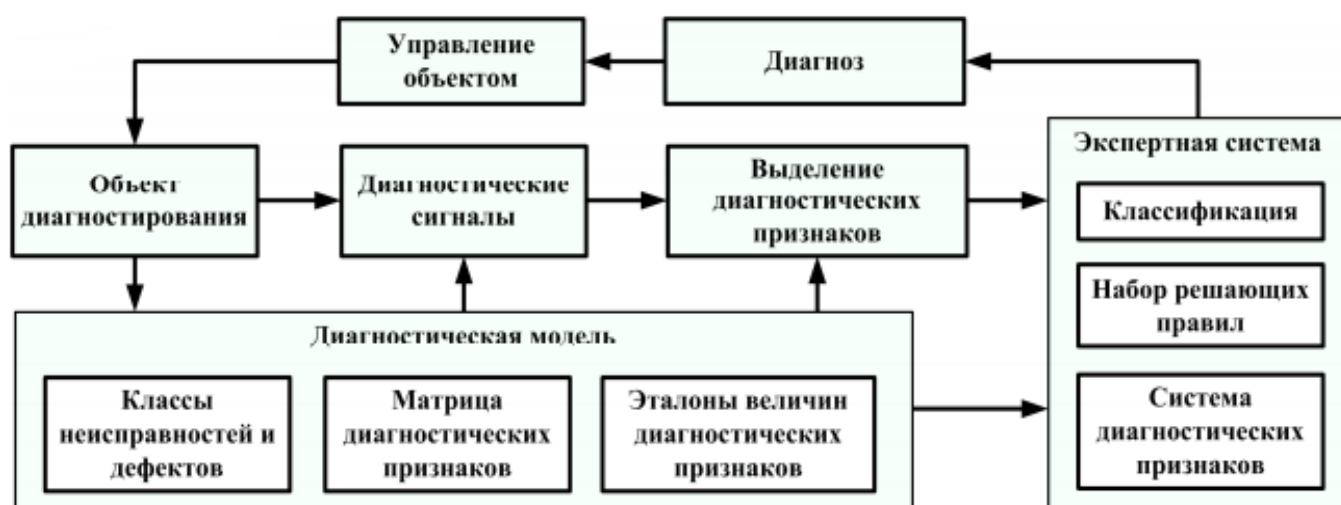 Управление
объектом
Диагноз
Объект
диагностирования
Диагностические
сигналы
Выделение
диагностических
признаков
Экспертная система
Классификация
Набор решающих
правил
Система
диагностических
признаков
Диагностическая модель
Классы
неисправностей и
дефектов
Матрица
диагностических
признаков
Эталоны величин
диагностических
признаков